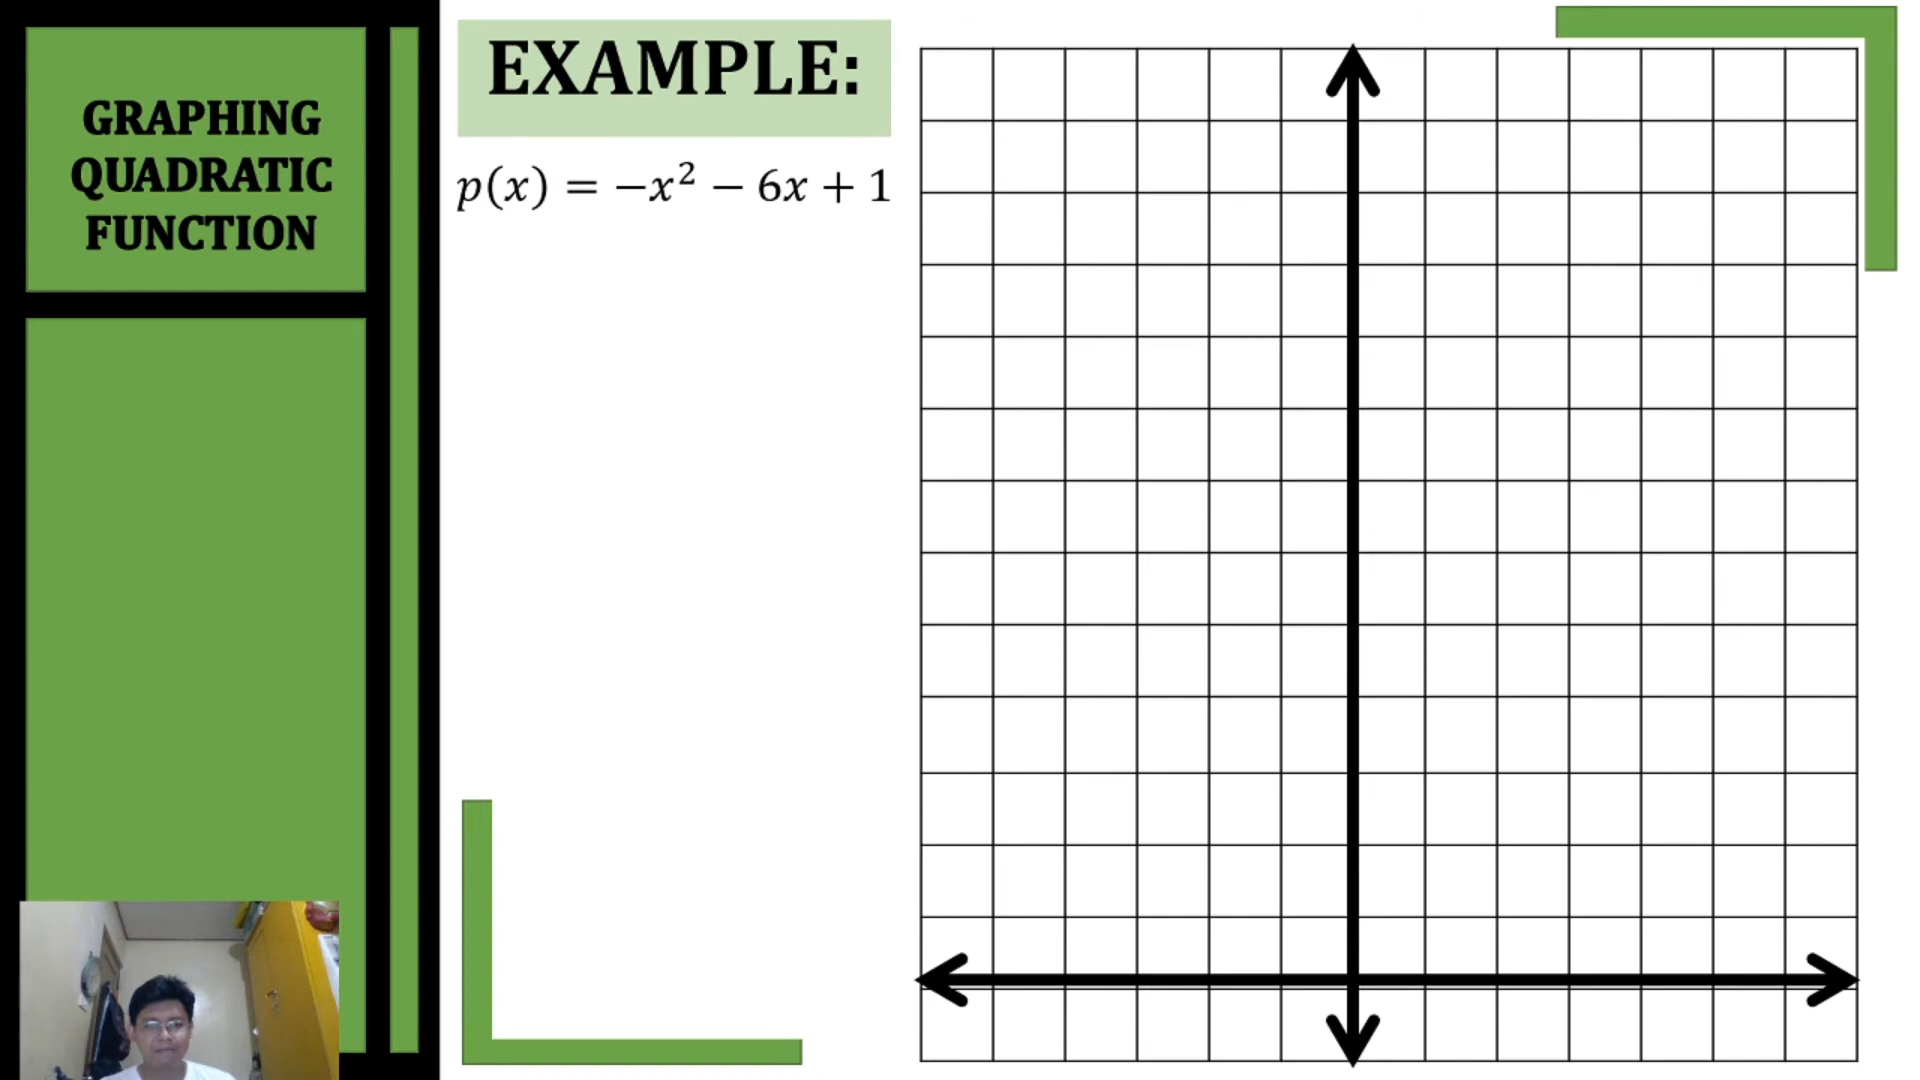 GRAPHING
QUADRATIC
FUNCTION
EXAMPLE:
p(x) = −x² − 6x + 1